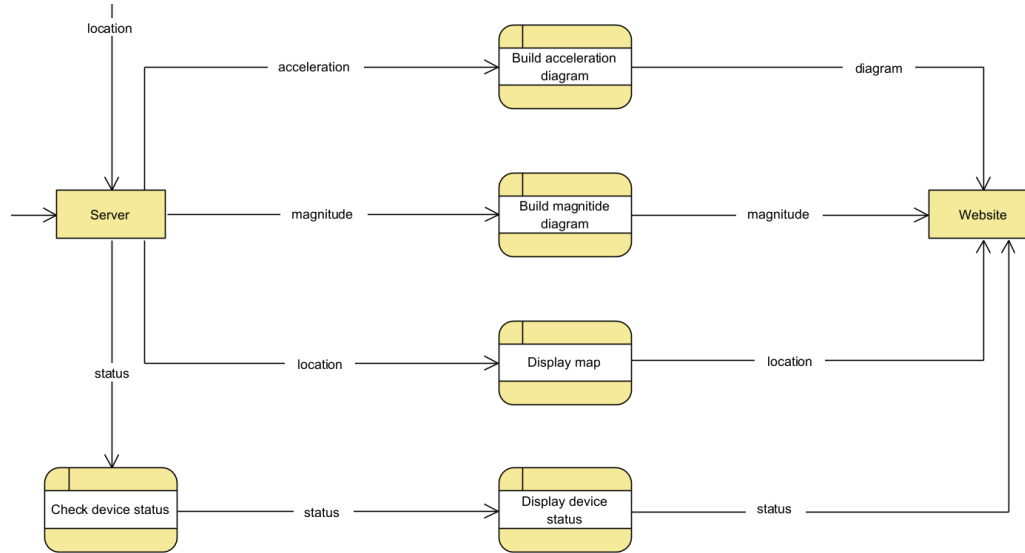 location
acceleration
Build acceleration
diagram
diagram
Server
magnitude
Build magnitide
diagram
magnitude
Website
status
location
Display map
location
Check device status
status
Display device
status
status